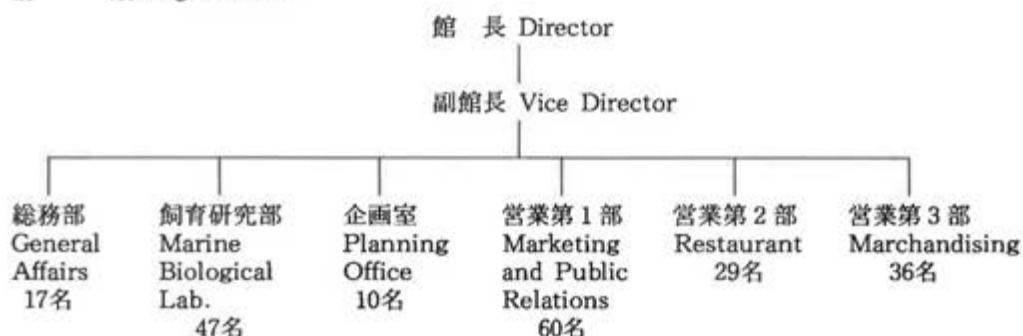 館 長 Director
副館長 Vice Director
総務部
General
Affairs
17名
飼育研究部
Marine
Biological
Lab.
47名
企画室
Planning
Office
10名
営業第1部
Marketing
and Public
Relations
60名
営業第2部
Restaurant
29名
営業第3部
Marchandising
36名